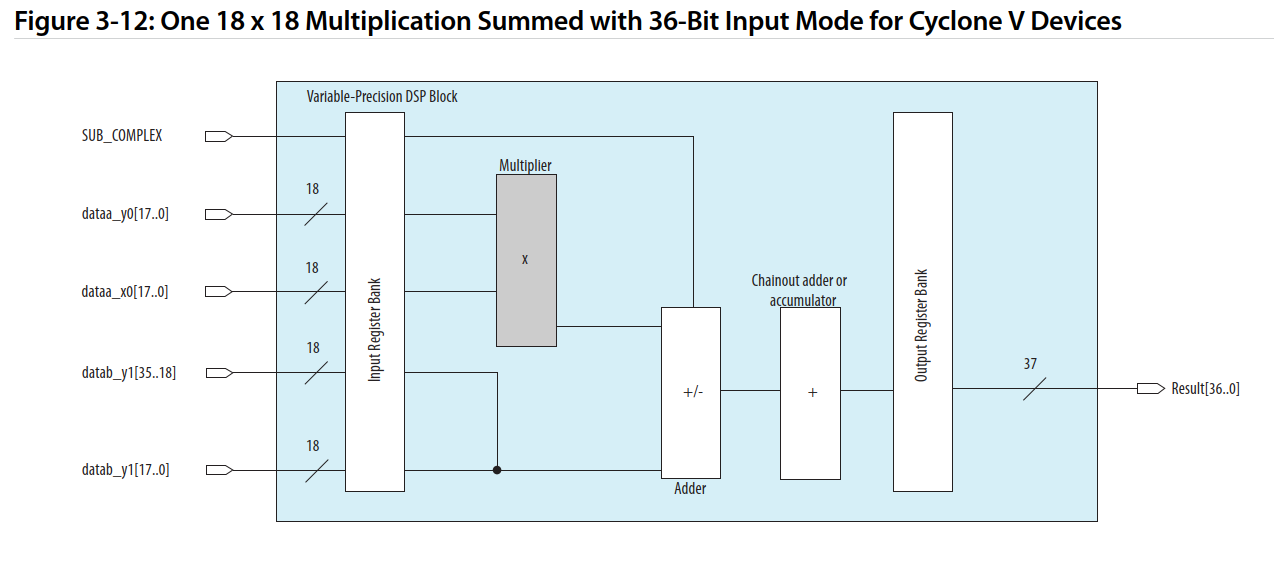 Figure 3-12: One 18 x 18 Multiplication Summed with 36-Bit Input Mode for Cyclone V Devices
Variable-Precision DSP Block
SUB_COMPLEX
Multiplier
18
dataa_y0[17..0]
x
18
dataa_x0[17..0]
Chainout adder or
accumulator
Input Register Bank
Output Register Bank
18
datab_y1[35..18]
+/-
+
37
Result[36..0]
18
datab_y1[17..0]
Adder